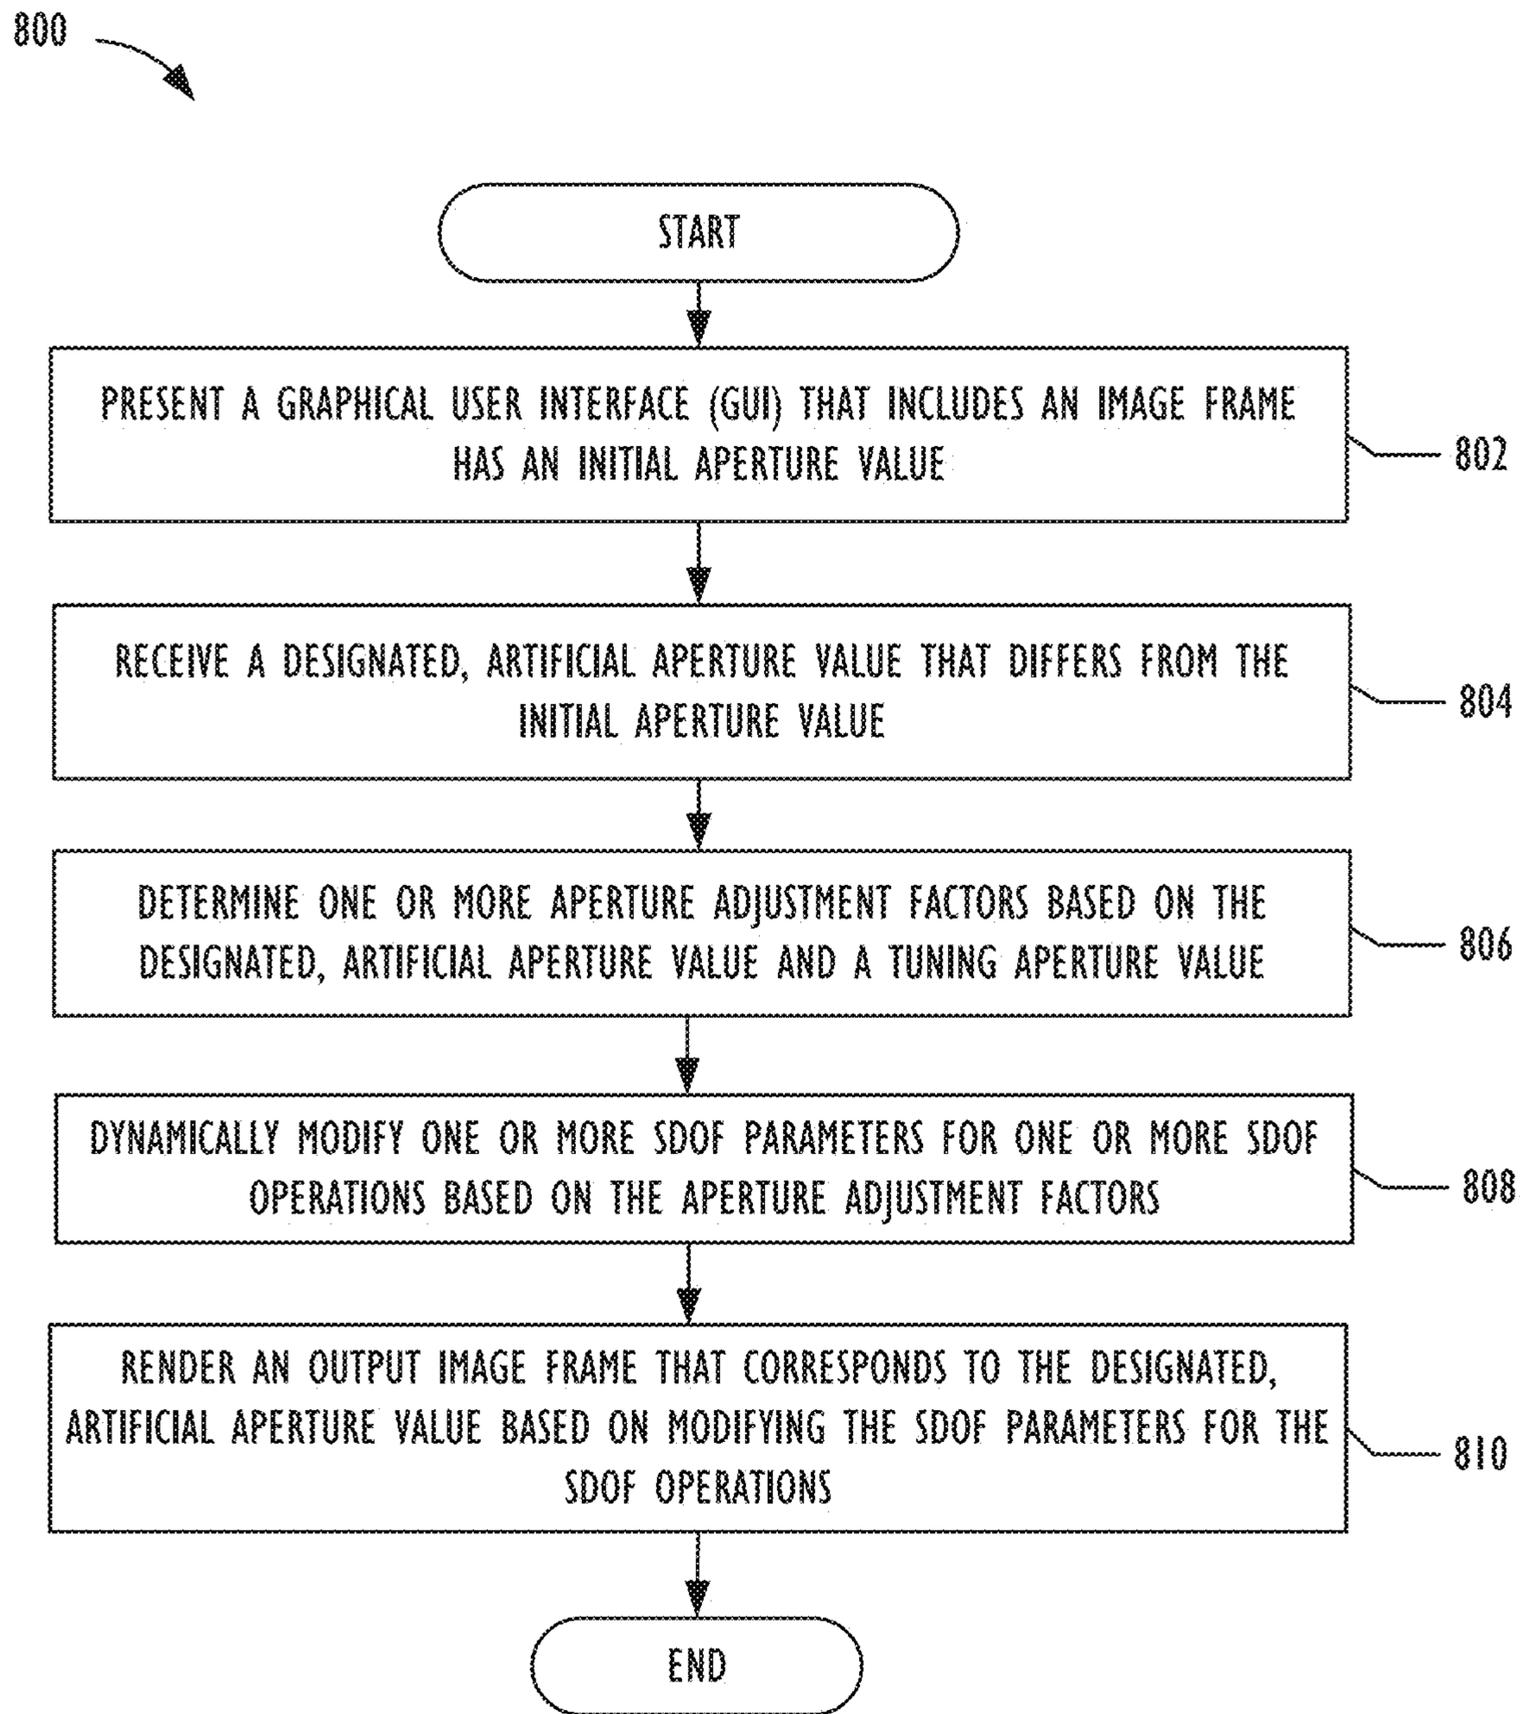 800
START
PRESENT A GRAPHICAL USER INTERFACE (GUI) THAT INCLUDES AN IMAGE FRAME
HAS AN INITIAL APERTURE VALUE
802
RECEIVE A DESIGNATED, ARTIFICIAL APERTURE VALUE THAT DIFFERS FROM THE
INITIAL APERTURE VALUE
804
DETERMINE ONE OR MORE APERTURE ADJUSTMENT FACTORS BASED ON THE
DESIGNATED, ARTIFICIAL APERTURE VALUE AND A TUNING APERTURE VALUE
806
DYNAMICALLY MODIFY ONE OR MORE SDOF PARAMETERS FOR ONE OR MORE SDOF
OPERATIONS BASED ON THE APERTURE ADJUSTMENT FACTORS
808
RENDER AN OUTPUT IMAGE FRAME THAT CORRESPONDS TO THE DESIGNATED,
ARTIFICIAL APERTURE VALUE BASED ON MODIFYING THE SDOF PARAMETERS FOR THE
SDOF OPERATIONS
810
END